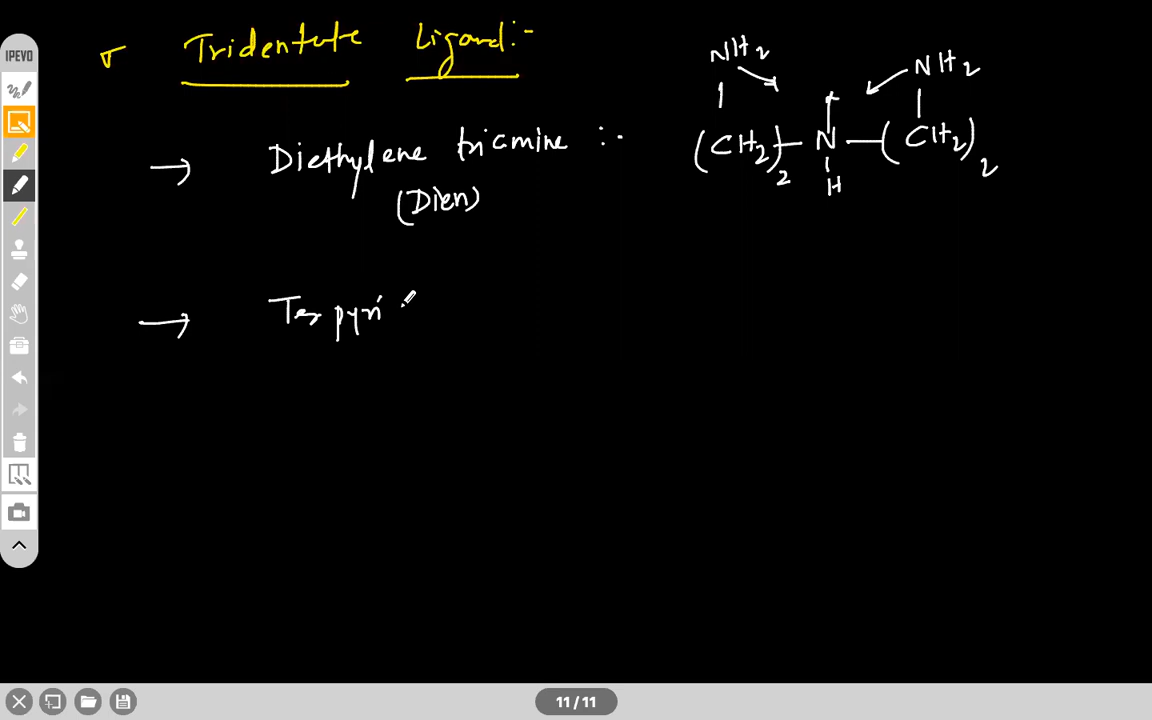 IPEVO
Tridentate Ligand:-
NH2 NH2
→ Diethylene triamine :-
(CH2)2—N—(CH2)2
H
(Dien)
→ Ter pyri
11/11